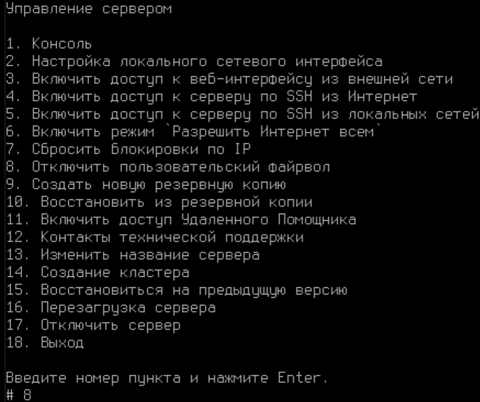 Управление сервером
1. Консоль
2. Настройка локального сетевого интерфейса
3. Включить доступ к веб-интерфейсу из внешней сети
4. Включить доступ к серверу по SSH из Интернет
5. Включить доступ к серверу по SSH из локальных сетей
6. Включить режим `Разрешить Интернет всем`
7. Сбросить блокировки по IP
8. Отключить пользовательский файрвол
9. Создать новую резервную копию
10. Восстановить из резервной копии
11. Включить доступ Удаленного Помощника
12. Контакты технической поддержки
13. Изменить название сервера
14. Создание кластера
15. Восстановиться на предыдущую версию
16. Перезагрузка сервера
17. Отключить сервер
18. Выход
Введите номер пункта и нажмите Enter.
# 8